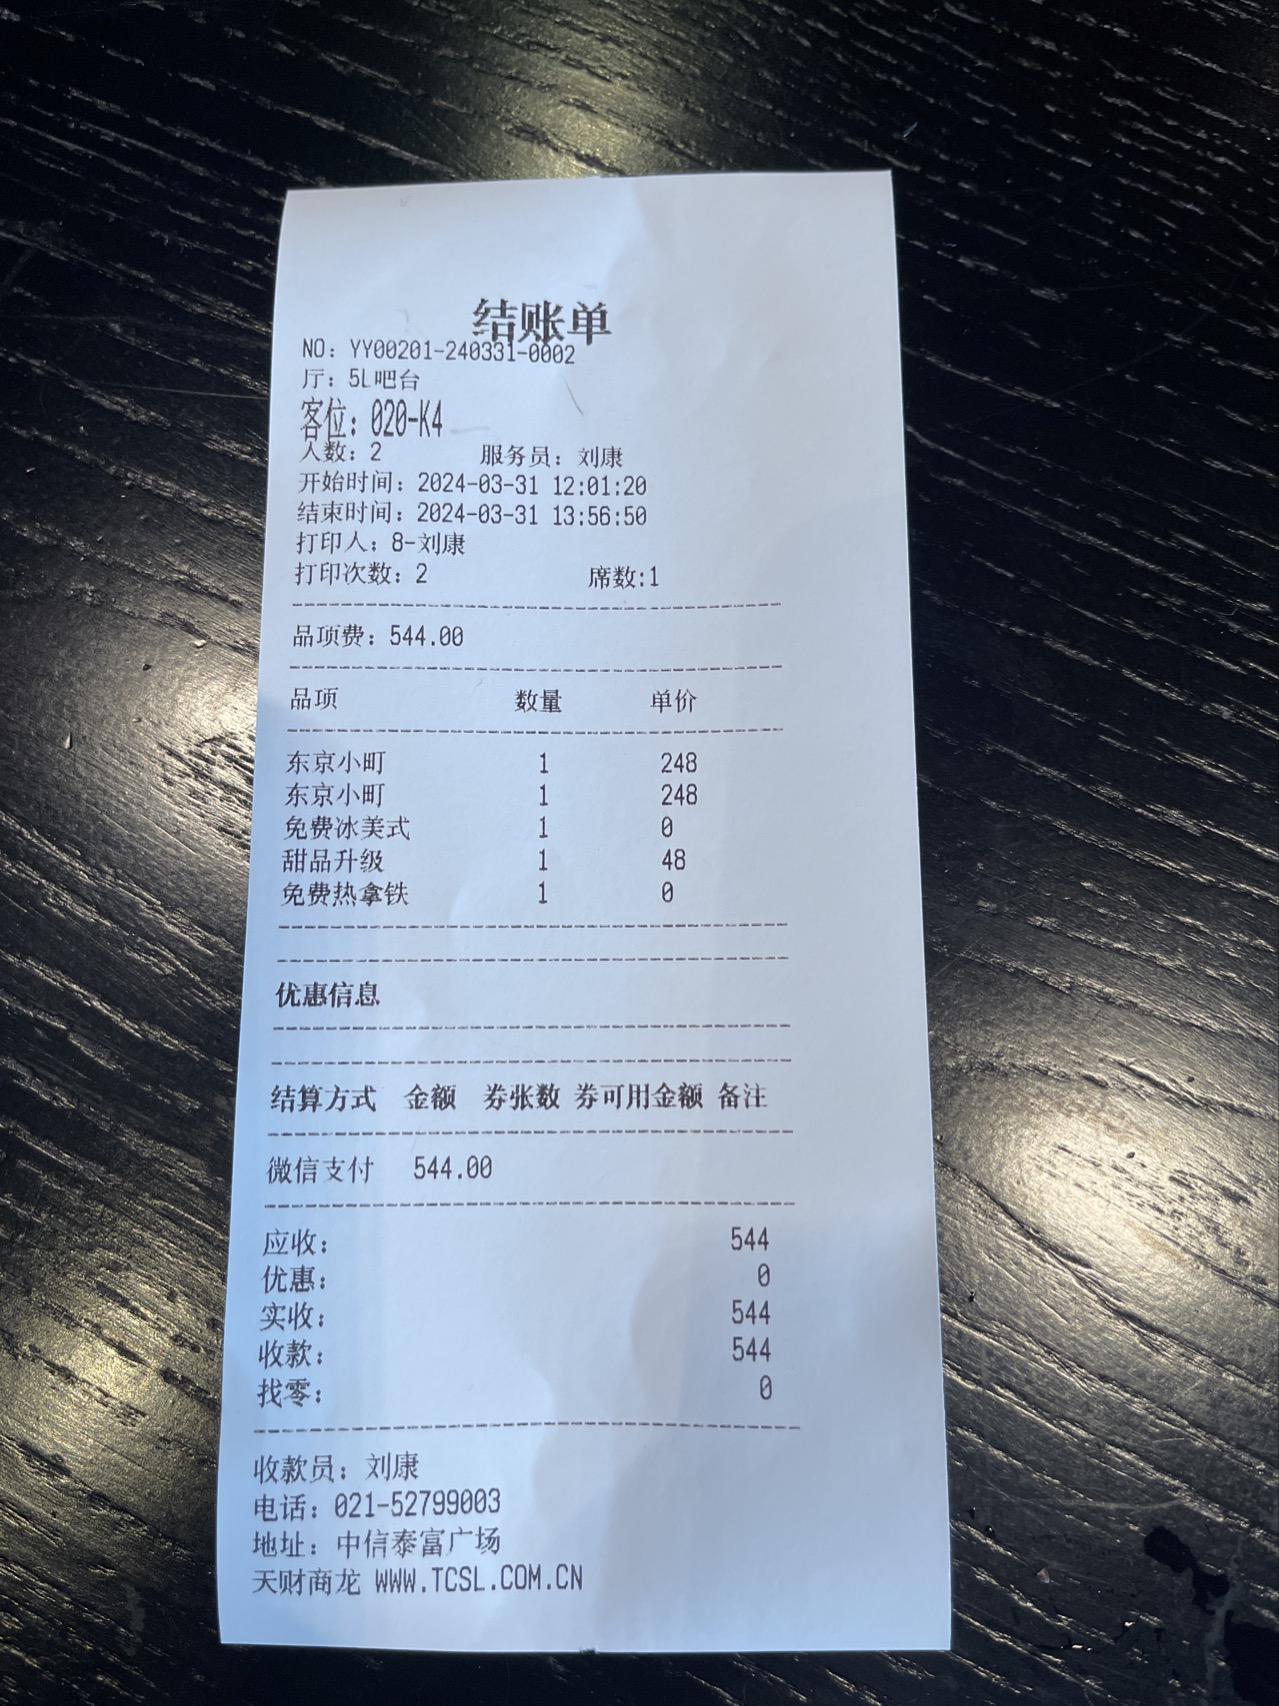 结账单
NO: YY00201-240331-0002
厅: 5L吧台
客位: 020-K4
人数: 2 服务员: 刘康
开始时间: 2024-03-31 12:01:20
结束时间: 2024-03-31 13:56:50
打印人: 8-刘康
打印次数: 2 席数:1
品项费: 544.00
品项 数量 单价
东京小町 1 248
东京小町 1 248
免费冰美式 1 0
甜品升级 1 48
免费热拿铁 1 0
优惠信息
结算方式 金额 券张数 券可用金额 备注
微信支付 544.00
应收: 544
优惠: 0
实收: 544
收款: 544
找零: 0
收款员: 刘康
电话: 021-52799003
地址: 中信泰富广场
天财商龙 WWW.TCSL.COM.CN